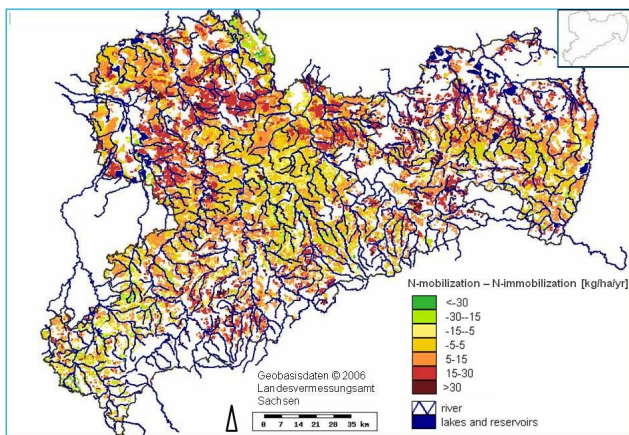 N-mobilization – N-immobilization [kg/ha/yr]
<-30
-30--15
-15--5
-5-5
5-15
15-30
>30
river
lakes and reservoirs
Geobasisdaten © 2006
Landesvermessungsamt
Sachsen
0 7 14 21 28 35 km